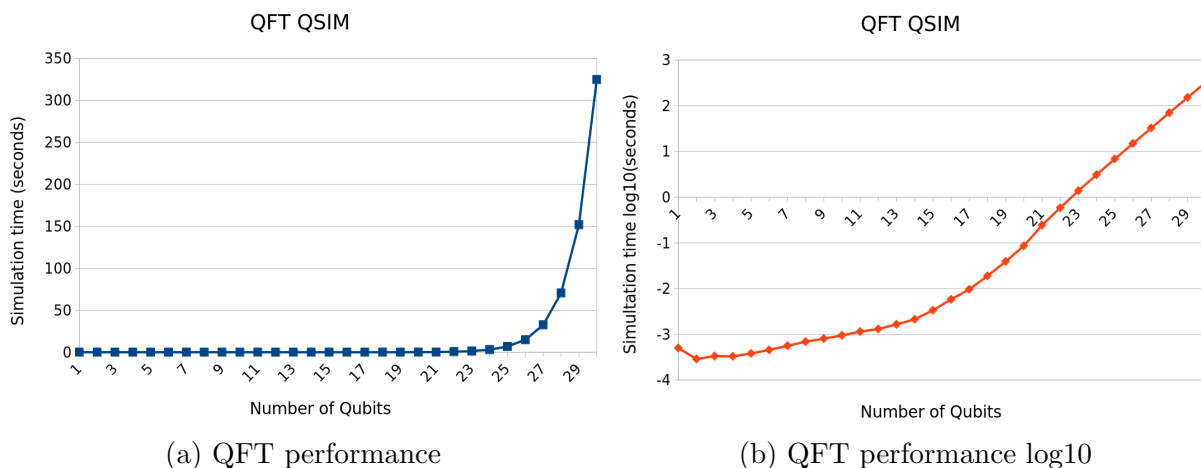 QFT QSIM
350
300
250
200
150
100
50
0
Simulation time (seconds)
1 3 5 7 9 11 13 15 17 19 21 23 25 27 29
Number of Qubits
(a) QFT performance
QFT QSIM
3
2
1
0
-1
-2
-3
-4
Simultation time log10(seconds)
1 3 5 7 9 11 13 15 17 19 21 23 25 27 29
Number of Qubits
(b) QFT performance log10